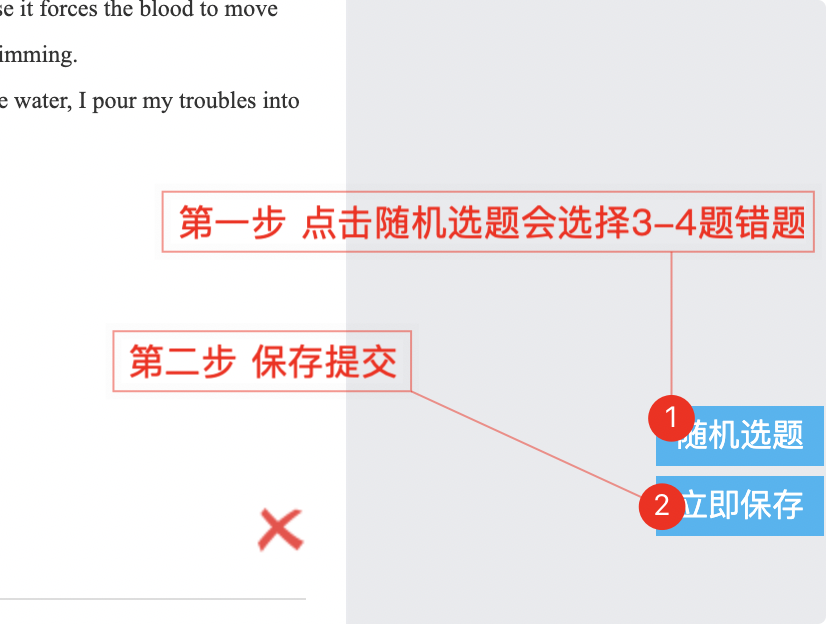 se it forces the blood to move
imming.
e water, I pour my troubles into
第一步 点击随机选题会选择3-4题错题
第二步 保存提交
1
随机选题
2
立即保存